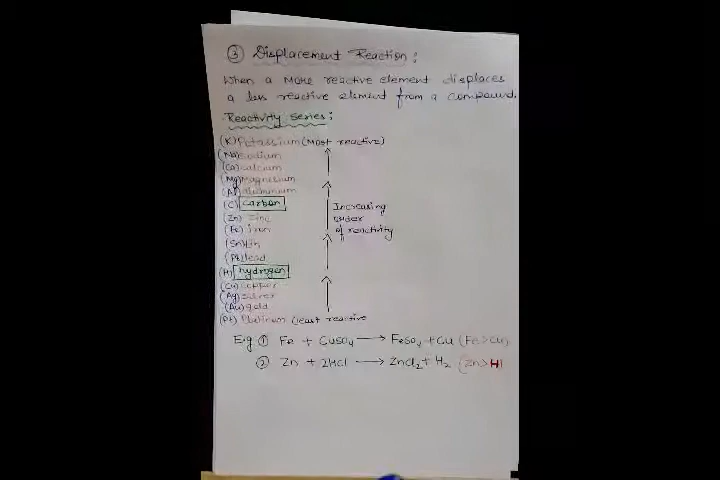 ③ Displacement Reaction:
When a more reactive element displaces
a less reactive element from a compound.
Reactivity series:
(K) Potassium (Most reactive)
(Na) Sodium
(Ca) calcium
(Mg) Magnesium
(Al) aluminium
(C) carbon
(Zn) zinc
(Fe) iron
(Sn) tin
(Pb) lead
(H) hydrogen
(Cu) copper
(Ag) silver
(Au) gold
(Pt) Platinum (least reactive
Increasing
order
of reactivity
E.g ① Fe + CuSO₄ → FeSO₄ + Cu (Fe>Cu)
② Zn + 2HCl → ZnCl₂ + H₂ (Zn>H)